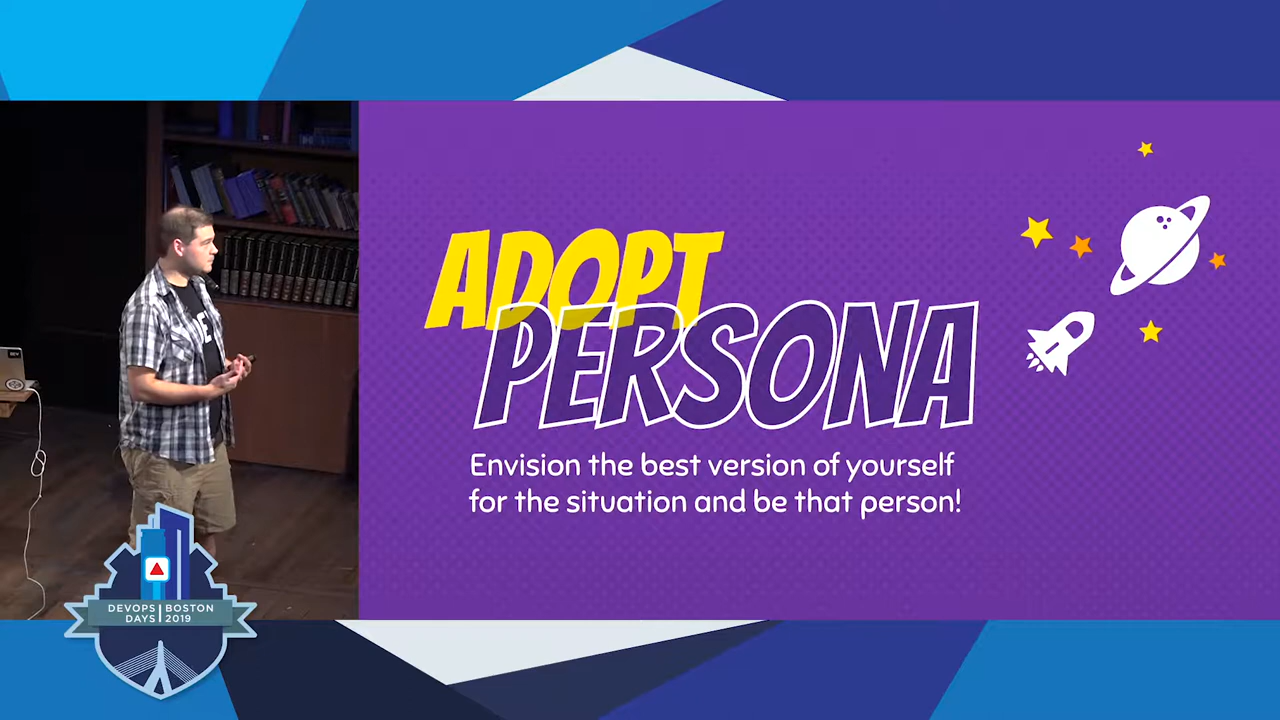 ADOPT
PERSONA
Envision the best version of yourself
for the situation and be that person!
DEVOPS BOSTON
DAYS 2019